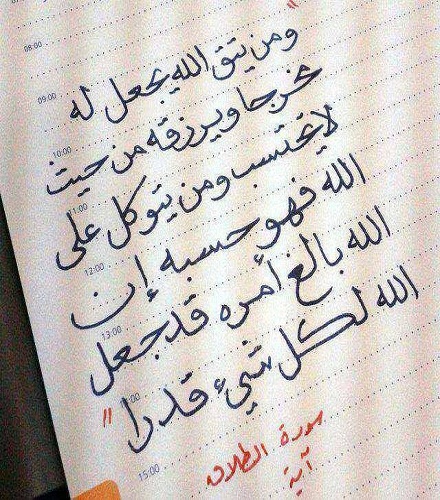 "
08:00
ومن يتق الله يجعل له
09:00
مخرجا ويرزقه من حيث
10:00
لا يحتسب ومن يتوكل على
11:00
الله فهو حسبه إن
12:00
الله بالغ أمره قد جعل
13:00
الله لكل شيء قدرا "
:00
سورة الطلاق
15:00
آية